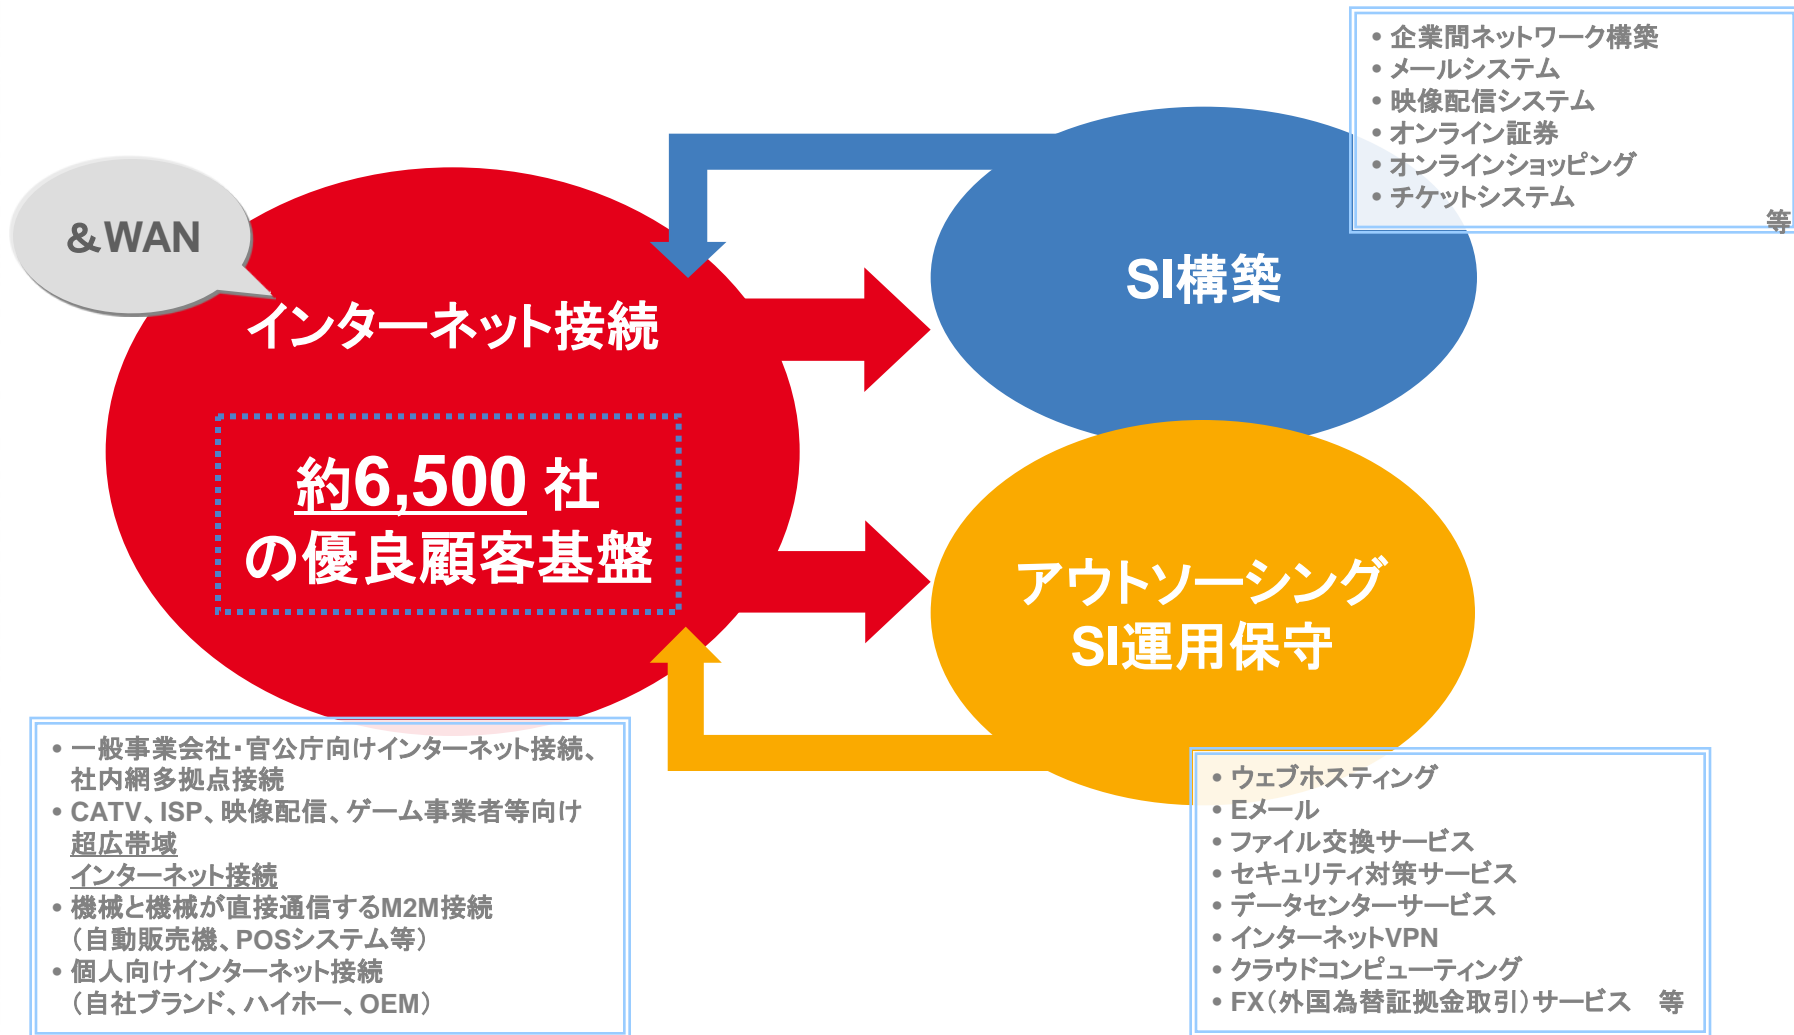 • 企業間ネットワーク構築
• メールシステム
• 映像配信システム
• オンライン証券
• オンラインショッピング
• チケットシステム
等
&WAN
インターネット接続
約6,500 社
の優良顧客基盤
SI構築
アウトソーシング
SI運用保守
• 一般事業会社・官公庁向けインターネット接続、
社内網多拠点接続
• CATV、ISP、映像配信、ゲーム事業者等向け
超広帯域
インターネット接続
• 機械と機械が直接通信するM2M接続
（自動販売機、POSシステム等）
• 個人向けインターネット接続
（自社ブランド、ハイホー、OEM）
• ウェブホスティング
• Eメール
• ファイル交換サービス
• セキュリティ対策サービス
• データセンターサービス
• インターネットVPN
• クラウドコンピューティング
• FX（外国為替証拠金取引）サービス　等